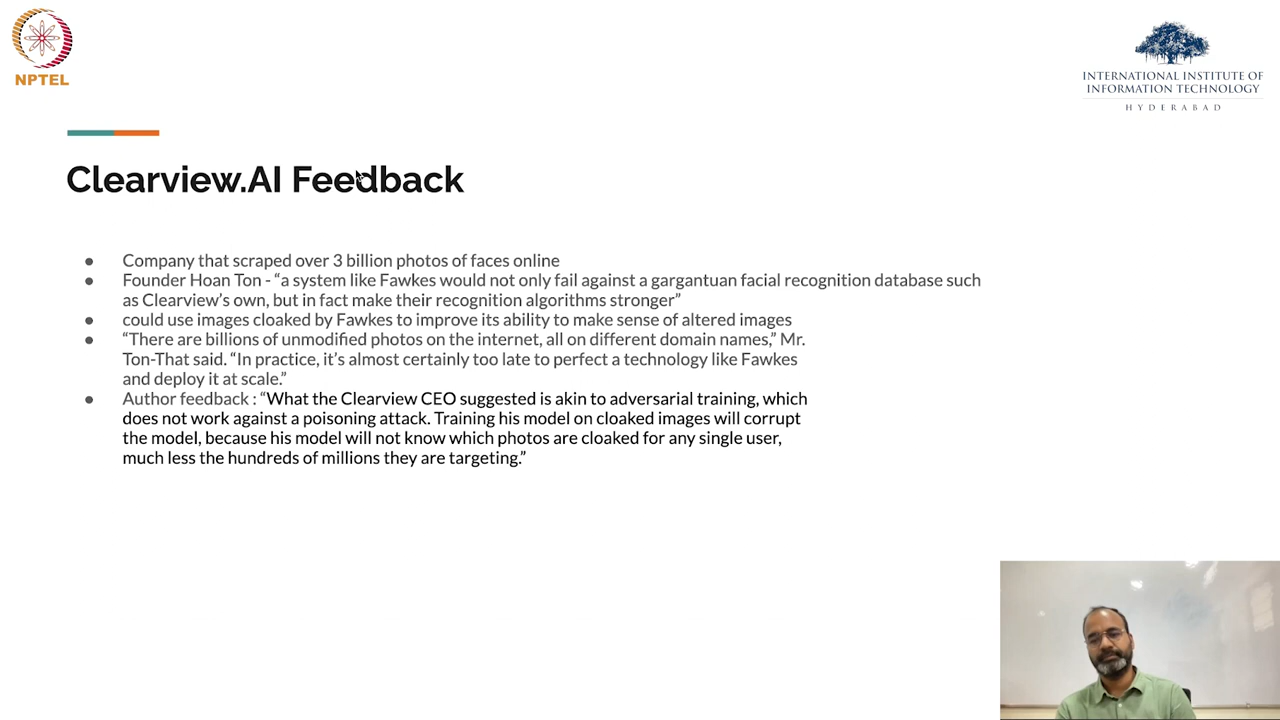 NPTEL
INTERNATIONAL INSTITUTE OF
INFORMATION TECHNOLOGY
HYDERABAD
Clearview.AI Feedback
● Company that scraped over 3 billion photos of faces online
● Founder Hoan Ton - “a system like Fawkes would not only fail against a gargantuan facial recognition database such
as Clearview’s own, but in fact make their recognition algorithms stronger”
● could use images cloaked by Fawkes to improve its ability to make sense of altered images
● “There are billions of unmodified photos on the internet, all on different domain names,” Mr.
Ton-That said. “In practice, it’s almost certainly too late to perfect a technology like Fawkes
and deploy it at scale.”
● Author feedback : “What the Clearview CEO suggested is akin to adversarial training, which
does not work against a poisoning attack. Training his model on cloaked images will corrupt
the model, because his model will not know which photos are cloaked for any single user,
much less the hundreds of millions they are targeting.”